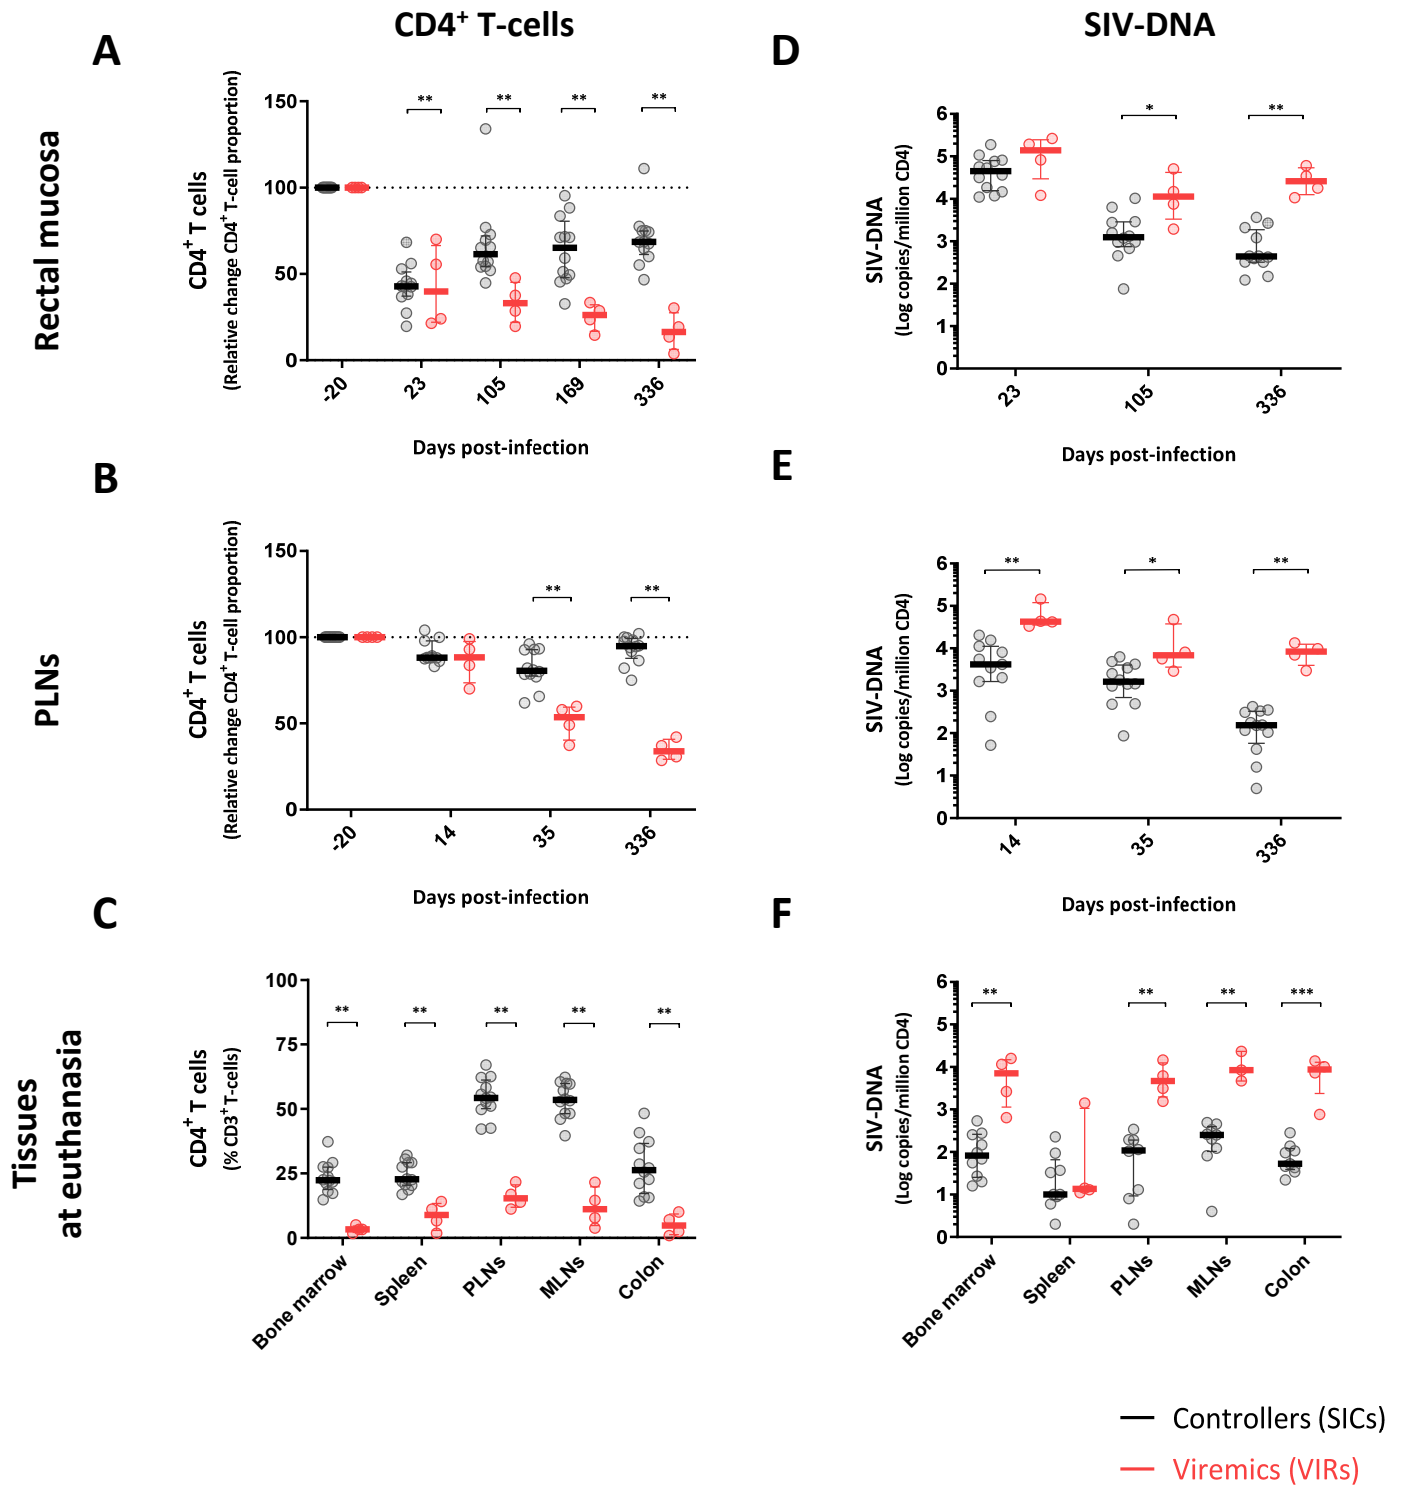 CD4⁺ T-cells
SIV-DNA
A
Rectal mucosa
CD4⁺ T cells
(Relative change CD4⁺ T-cell proportion)
150
100
50
0
** ** ** **
-20 23 105 169 336
Days post-infection
D
SIV-DNA
(Log copies/million CD4)
6
5
4
3
2
1
0
* **
23 105 336
Days post-infection
B
PLNs
CD4⁺ T cells
(Relative change CD4⁺ T-cell proportion)
150
100
50
0
** **
-20 14 35 336
Days post-infection
E
SIV-DNA
(Log copies/million CD4)
6
5
4
3
2
1
0
** * **
14 35 336
Days post-infection
C
Tissues
at euthanasia
CD4⁺ T cells
(% CD3⁺T-cells)
100
75
50
25
0
** ** ** ** **
Bone marrow Spleen PLNs MLNs Colon
F
SIV-DNA
(Log copies/million CD4)
6
5
4
3
2
1
0
** ** ** ***
Bone marrow Spleen PLNs MLNs Colon
Controllers (SICs)
Viremics (VIRs)